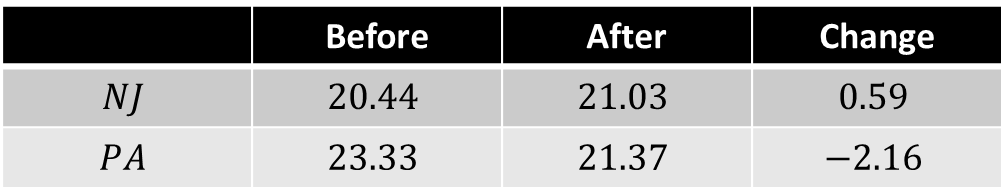 Before After Change
NJ 20.44 21.03 0.59
PA 23.33 21.37 −2.16